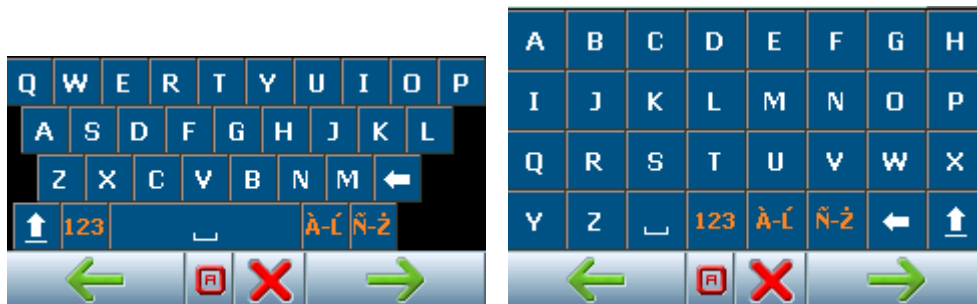 Q W E R T Y U I O P
A S D F G H J K L
Z X C V B N M
123 À-Ĺ Ñ-Ż
A
A B C D E F G H
I J K L M N O P
Q R S T U V W X
Y Z 123 À-Ĺ Ñ-Ż
A